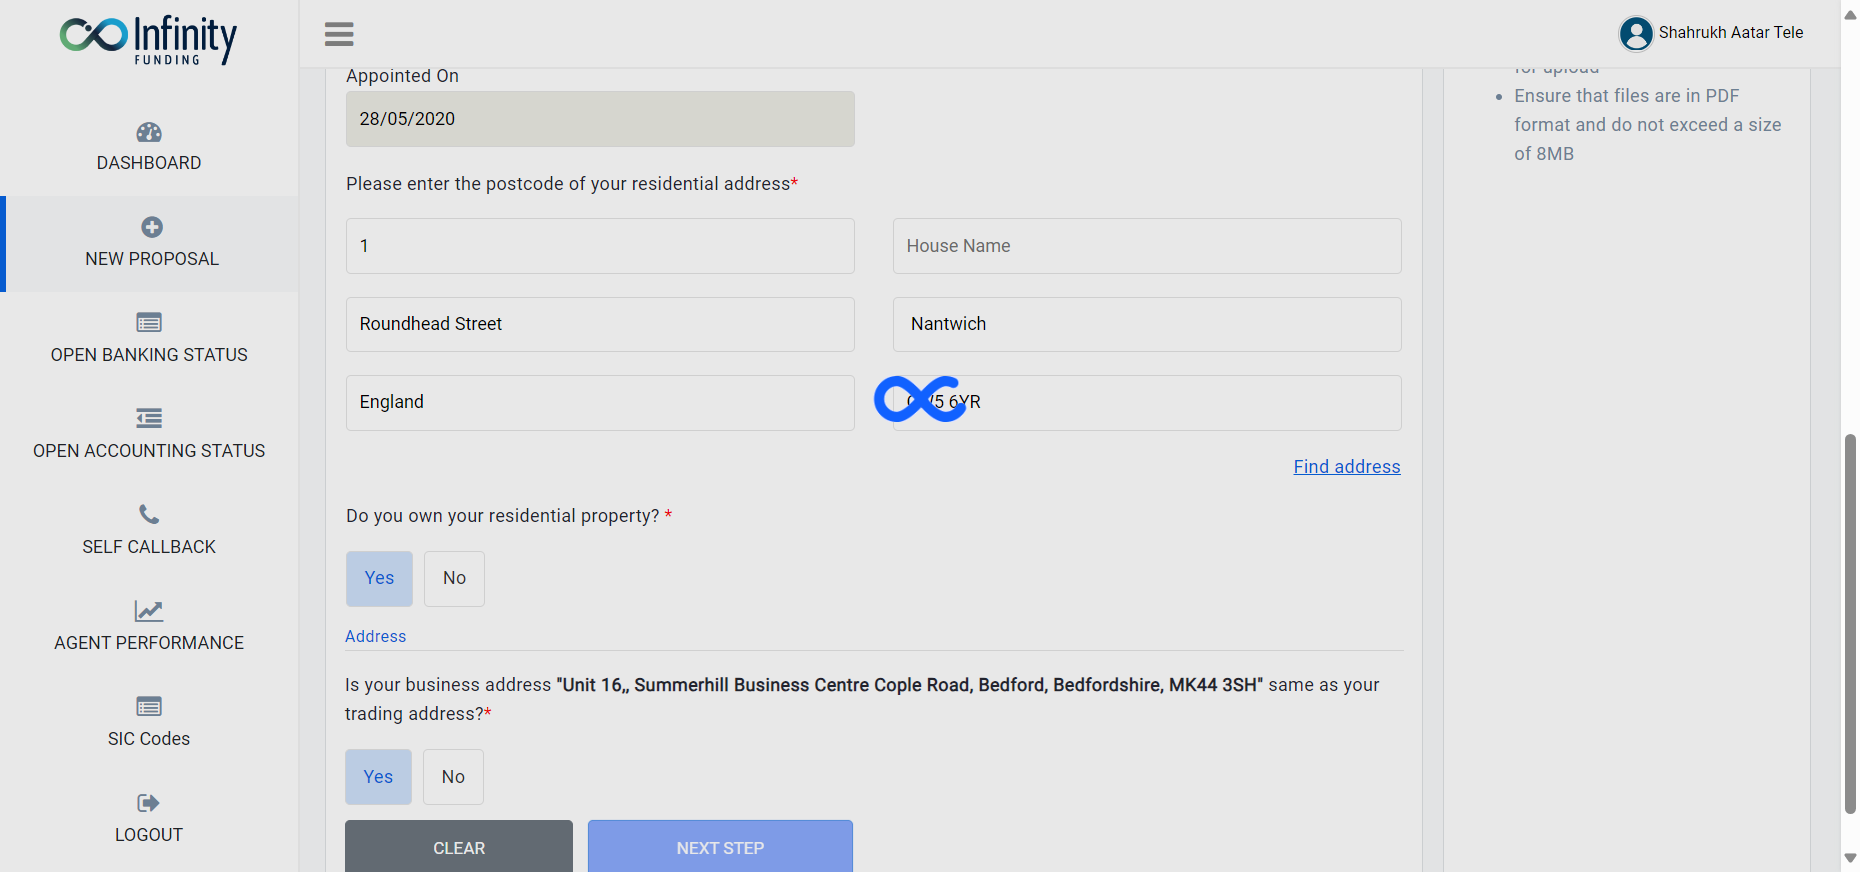 Infinity
FUNDING
Shahrukh Aatar Tele
DASHBOARD
NEW PROPOSAL
OPEN BANKING STATUS
OPEN ACCOUNTING STATUS
SELF CALLBACK
AGENT PERFORMANCE
SIC Codes
LOGOUT
Appointed On
28/05/2020
Please enter the postcode of your residential address*
1
House Name
Roundhead Street
Nantwich
England
6YR
Find address
Do you own your residential property? *
Yes
No
Address
Is your business address "Unit 16,, Summerhill Business Centre Cople Road, Bedford, Bedfordshire, MK44 3SH" same as your
trading address?*
Yes
No
CLEAR
NEXT STEP
for upload
• Ensure that files are in PDF
format and do not exceed a size
of 8MB